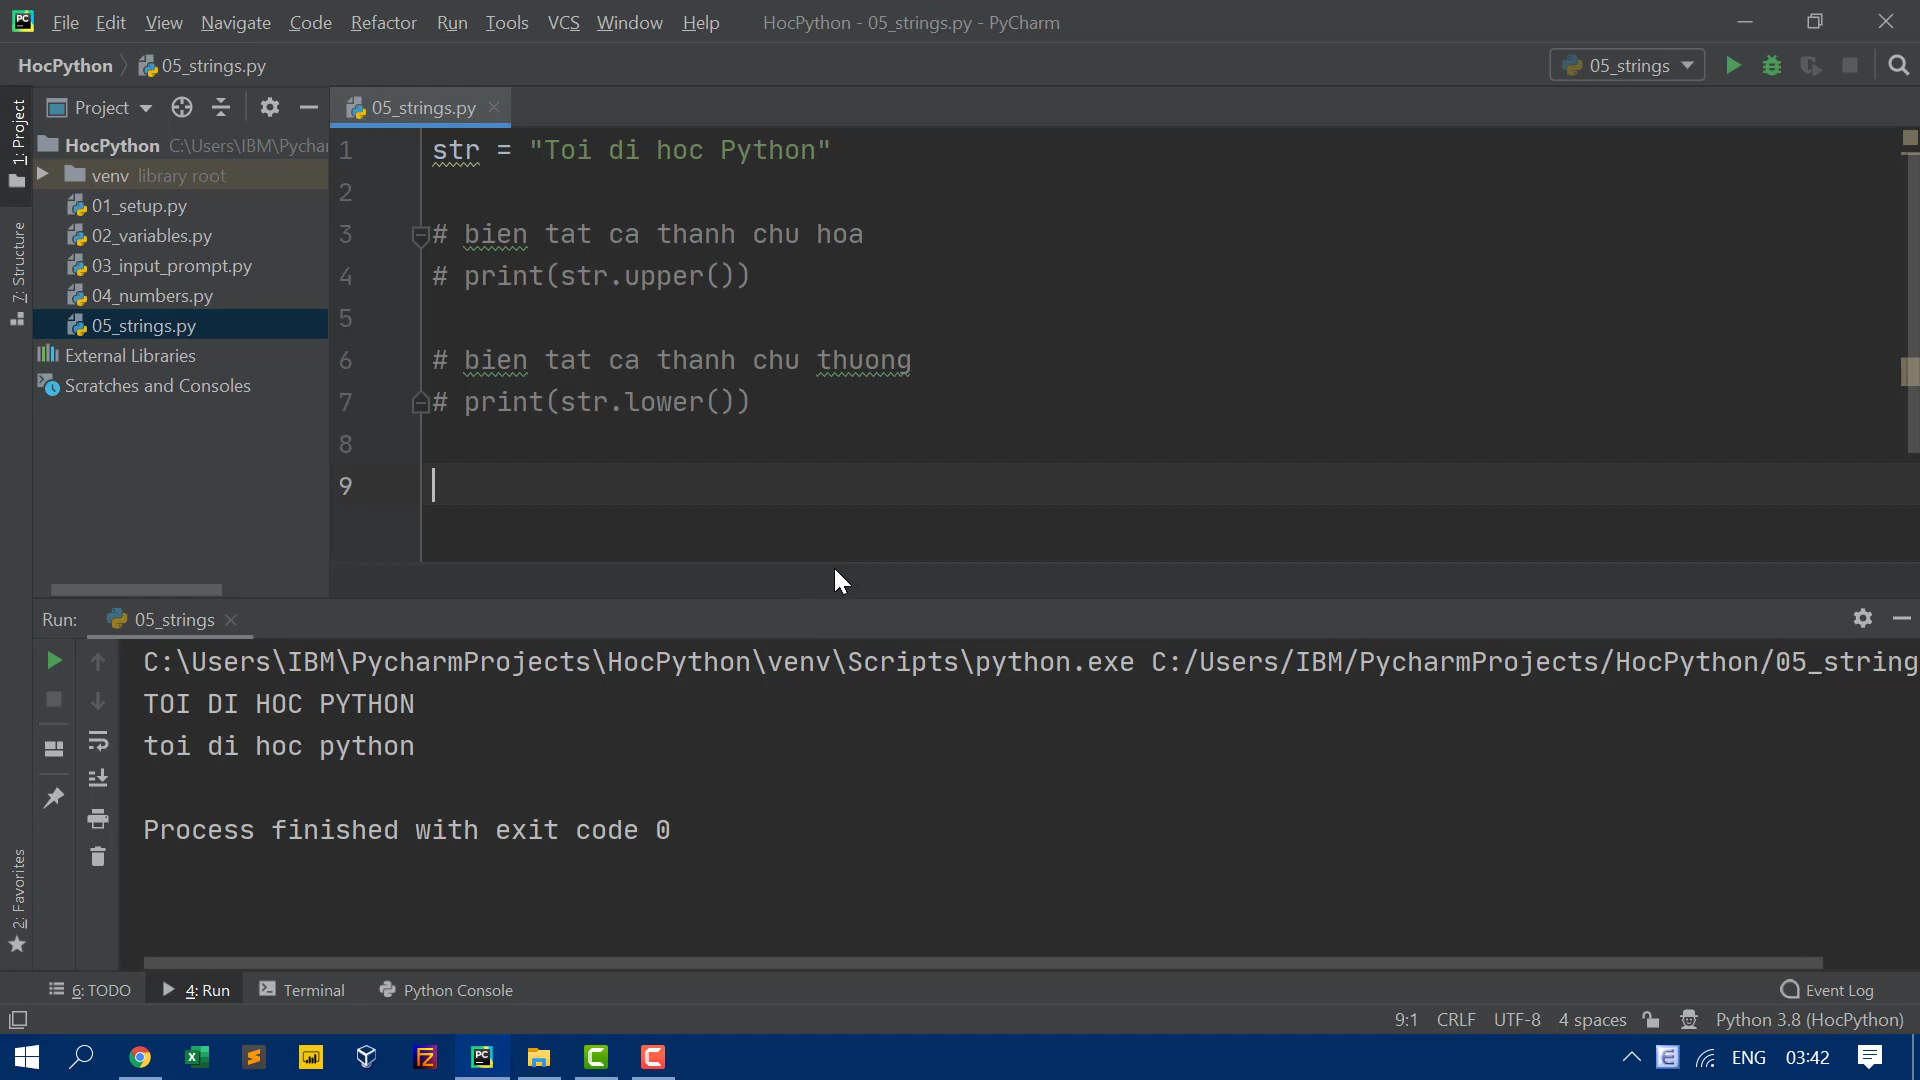 File Edit View Navigate Code Refactor Run Tools VCS Window Help HocPython - 05_strings.py - PyCharm
HocPython 05_strings.py 05_strings
Project 05_strings.py
1: Project
7: Structure
2: Favorites
HocPython C:\Users\IBM\Pychar
venv library root
01_setup.py
02_variables.py
03_input_prompt.py
04_numbers.py
05_strings.py
External Libraries
Scratches and Consoles
1 str = "Toi di hoc Python"
2
3 # bien tat ca thanh chu hoa
4 # print(str.upper())
5
6 # bien tat ca thanh chu thuong
7 # print(str.lower())
8
9
Run: 05_strings
C:\Users\IBM\PycharmProjects\HocPython\venv\Scripts\python.exe C:/Users/IBM/PycharmProjects/HocPython/05_string
TOI DI HOC PYTHON
toi di hoc python
Process finished with exit code 0
6: TODO 4: Run Terminal Python Console Event Log
9:1 CRLF UTF-8 4 spaces Python 3.8 (HocPython)
PC ENG 03:42